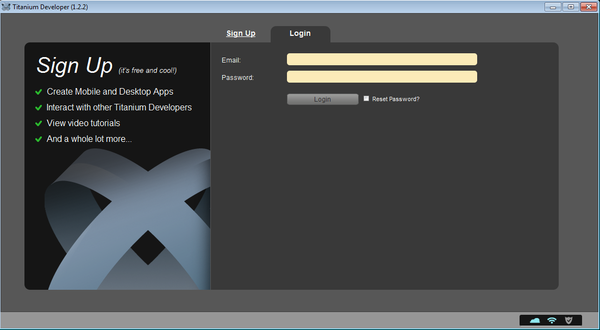 Titanium Developer (1.2.2)
Sign Up
Login
Sign Up (it's free and cool!)
Create Mobile and Desktop Apps
Interact with other Titanium Developers
View video tutorials
And a whole lot more...
Email:
Password:
Login
Reset Password?